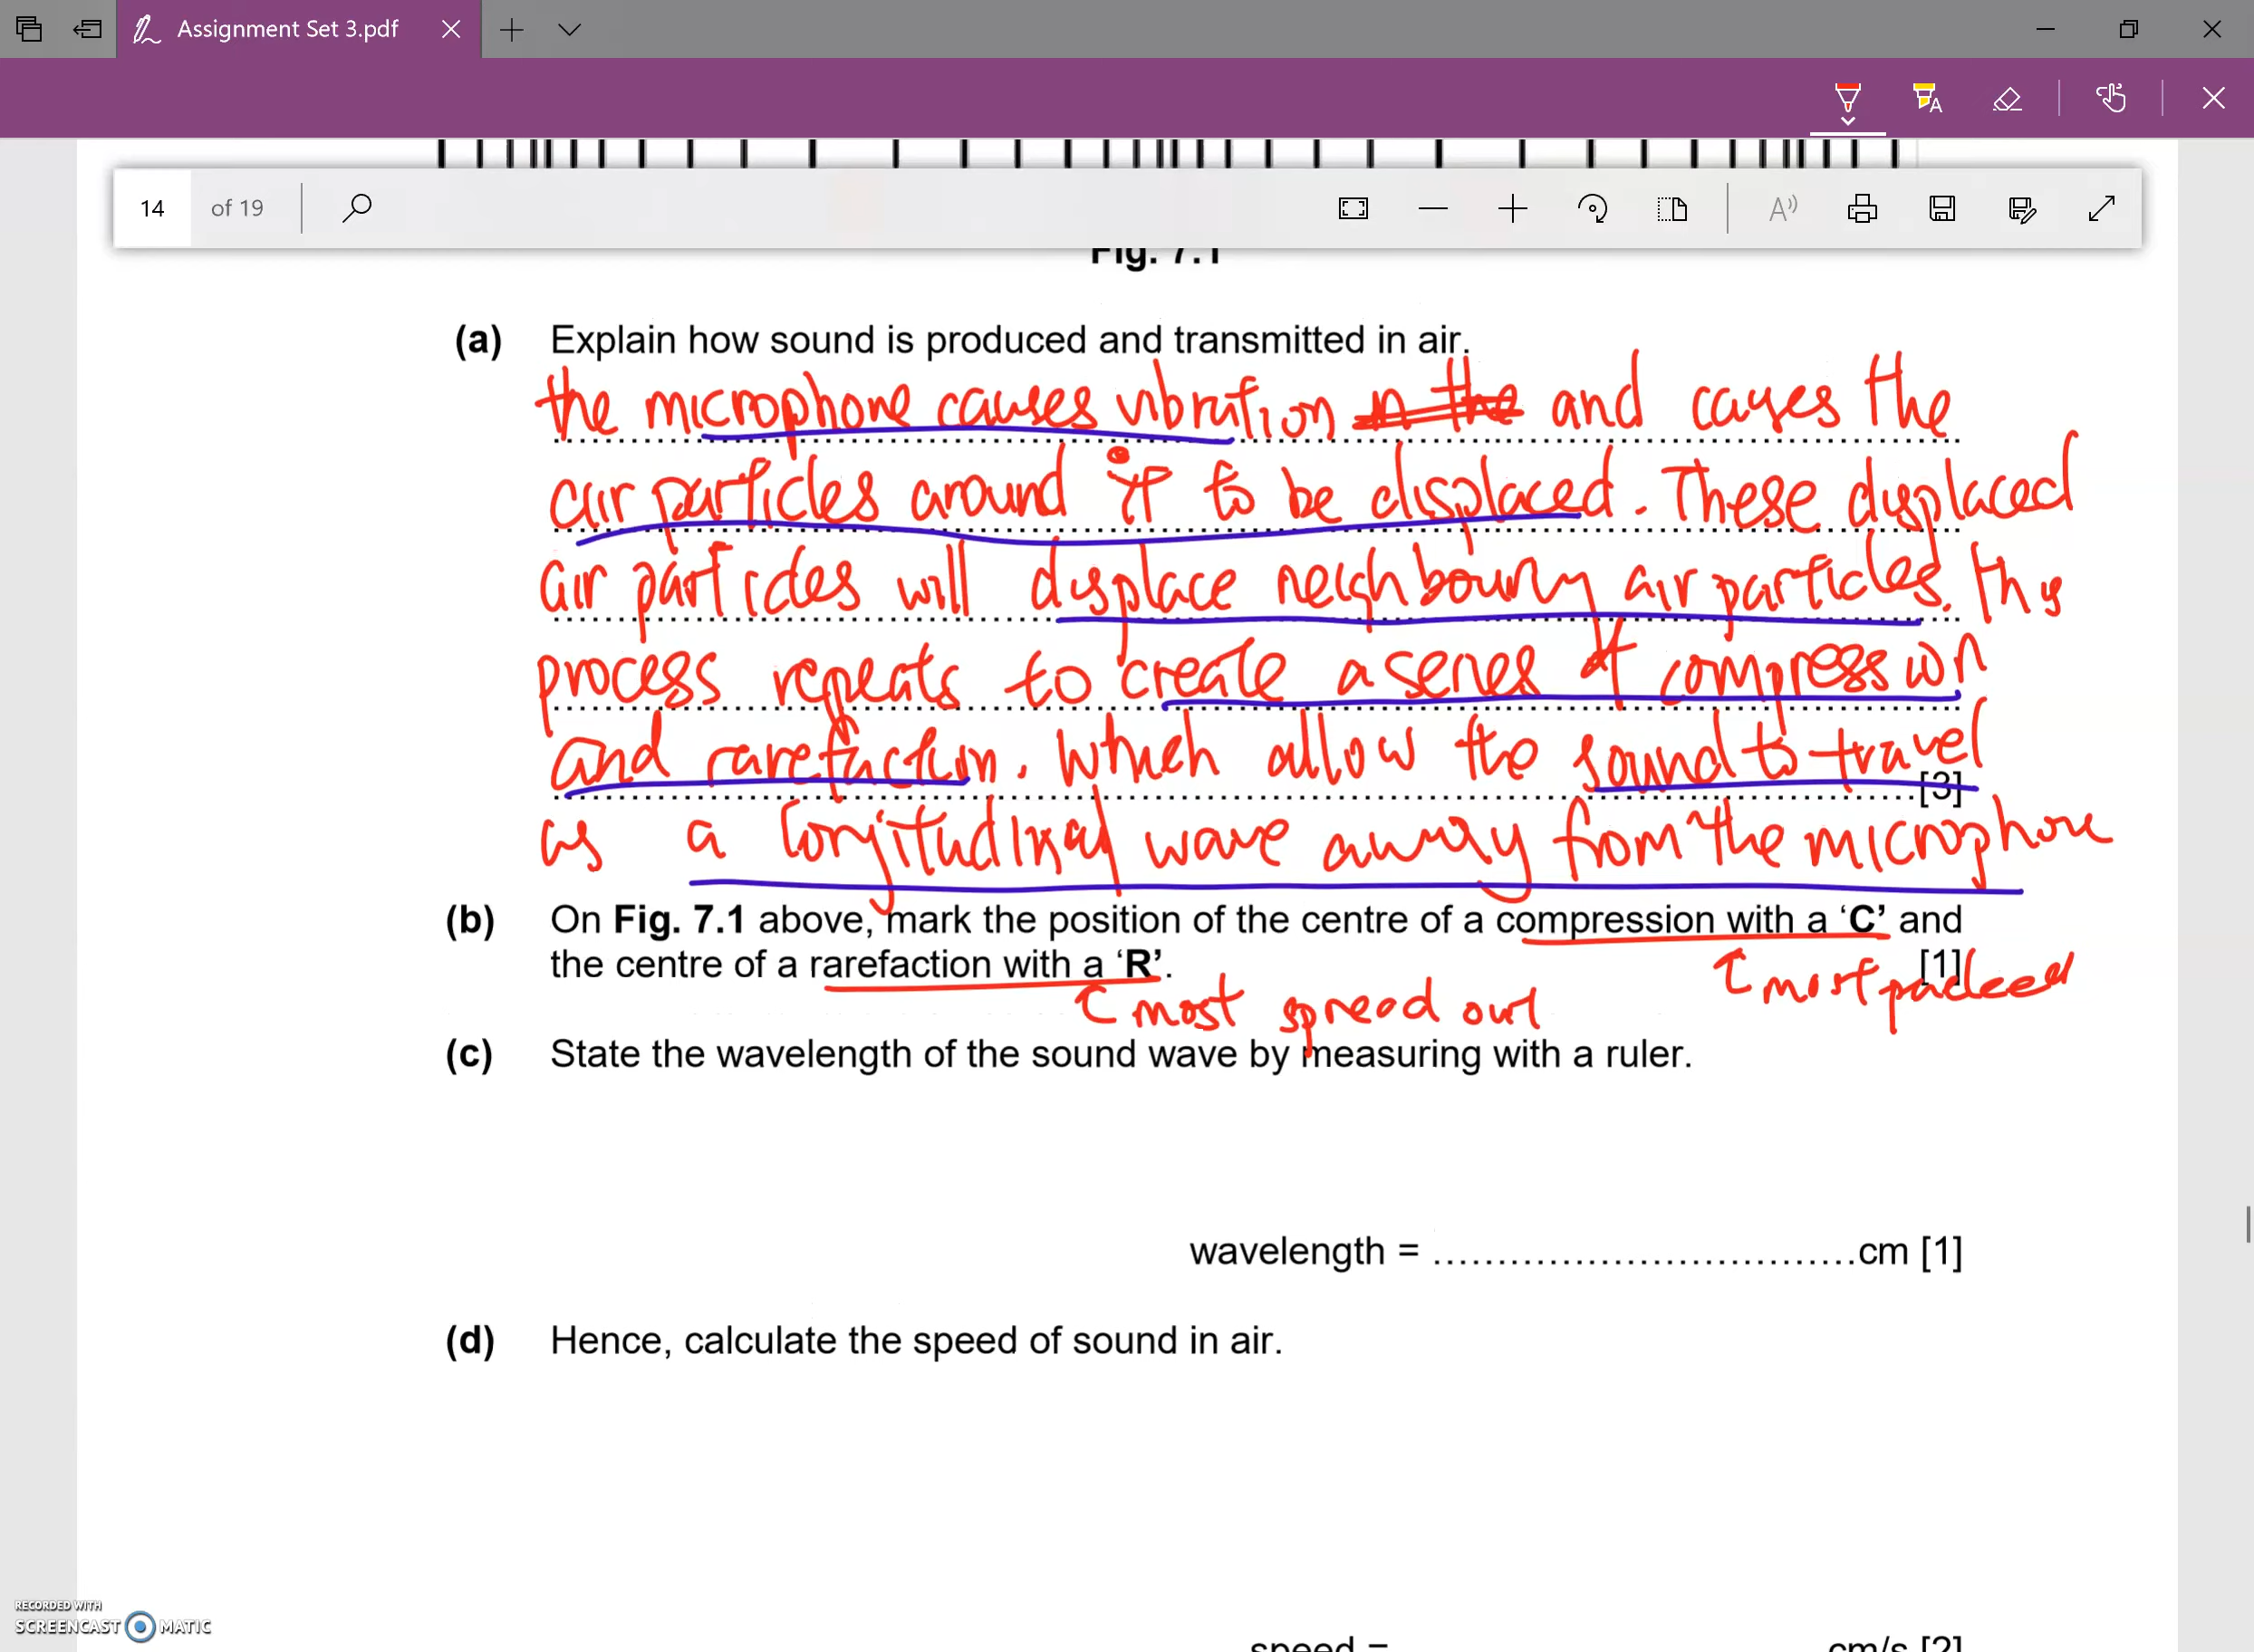 Assignment Set 3.pdf
14 of 19
Fig. 7.1
(a) Explain how sound is produced and transmitted in air.
the microphone causes vibration in the and causes the
air particles around it to be displaced. These displaced
air particles will displace neighbouring air particles. This
process repeats to create a series of compression
and rarefaction. Which allow the sound to travel
[3]
as a longitudinal wave away from the microphone
(b) On Fig. 7.1 above, mark the position of the centre of a compression with a ‘C’ and
the centre of a rarefaction with a ‘R’. [1]
most spread out most packed
(c) State the wavelength of the sound wave by measuring with a ruler.
wavelength = ................................cm [1]
(d) Hence, calculate the speed of sound in air.
speed = cm/s [2]
RECORDED WITH
SCREENCAST MATIC